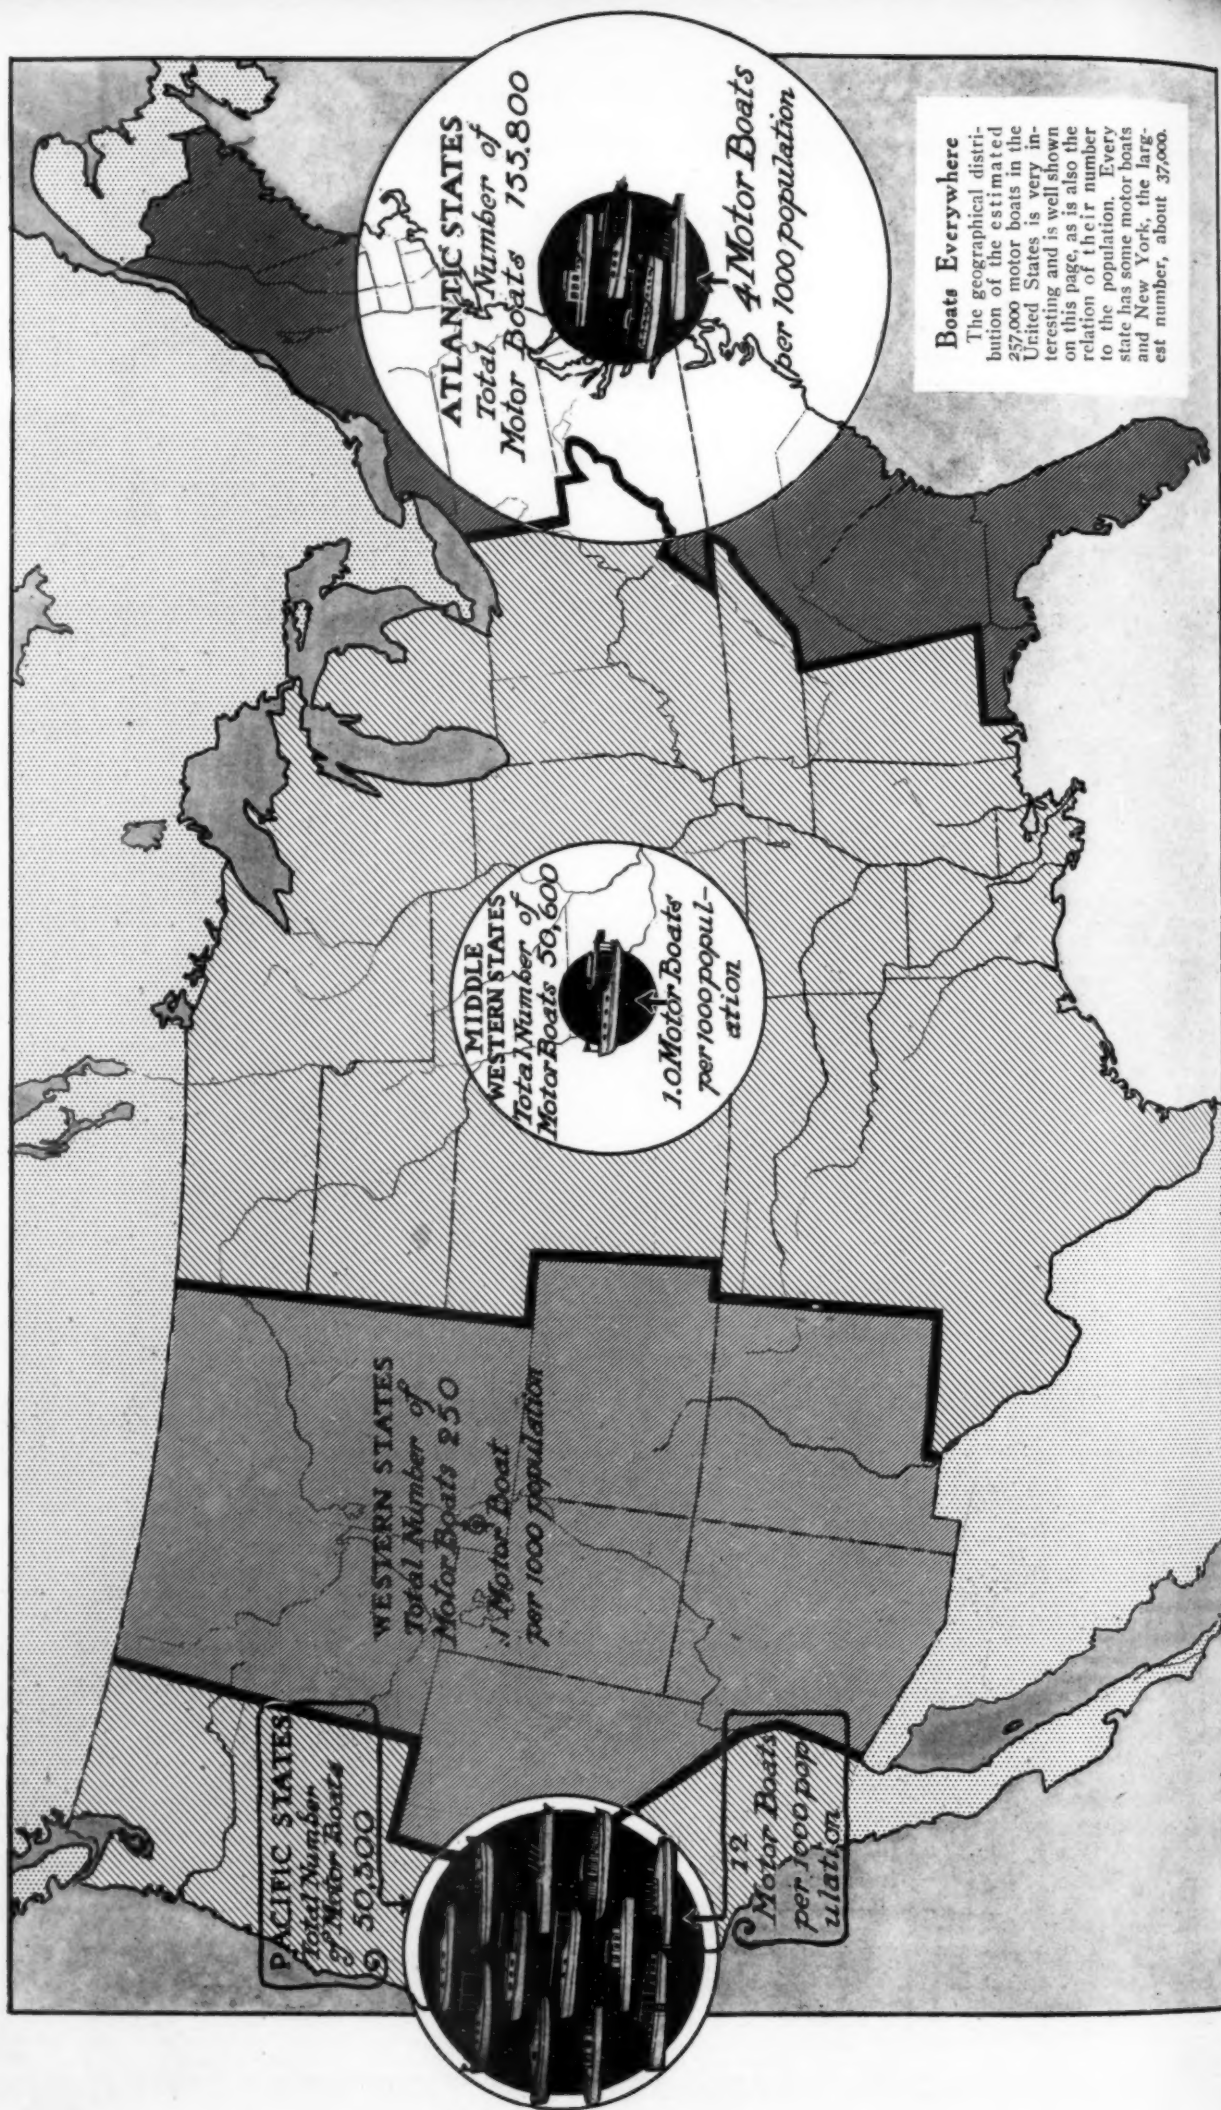 PACIFIC STATES
Total Number
of Motor Boats
50,300
12
Motor Boats
per 1000 pop
ulation
WESTERN STATES
Total Number of
Motor Boats 250
.1 Motor Boat
per 1000 population
MIDDLE
WESTERN STATES
Total Number of
Motor Boats 50,600
1.0 Motor Boats
per 1000 popul-
ation
ATLANTIC STATES
Total Number of
Motor Boats 155.800
4 Motor Boats
per 1000 population
Boats Everywhere
The geographical distri-
bution of the estimated
257,000 motor boats in the
United States is very in-
teresting and is well shown
on this page, as is also the
relation of their number
to the population. Every
state has some motor boats
and New York, the larg-
est number, about 37,000.